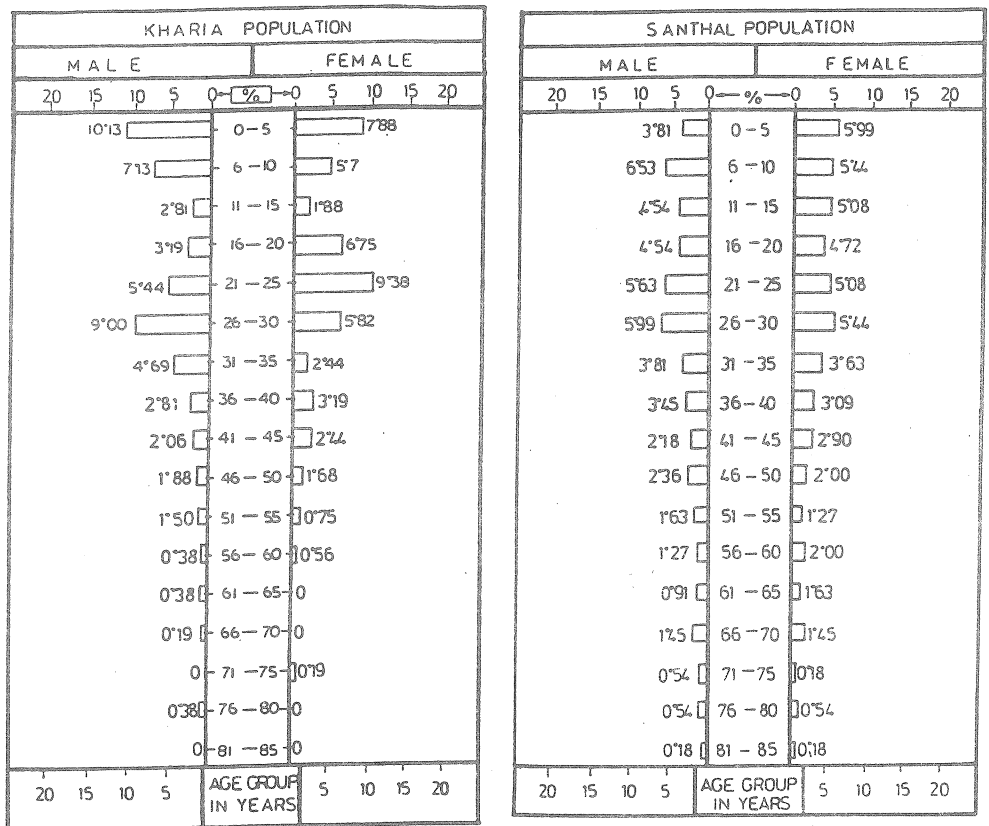 KHARIA POPULATION
MALE FEMALE
20 15 10 5 0 % 0 5 10 15 20
10°13 0-5 7°88
7°13 6-10 5°7
2°81 11-15 1°88
3°19 16-20 6°75
5°44 21-25 9°38
9°00 26-30 5°82
4°69 31-35 2°44
2°81 36-40 3°19
2°06 41-45 2°44
1°88 46-50 1°68
1°50 51-55 0°75
0°38 56-60 0°56
0°38 61-65 0
0°19 66-70 0
0 71-75 0°19
0°38 76-80 0
0 81-85 0
20 15 10 5 AGE GROUP IN YEARS 5 10 15 20
SANTHAL POPULATION
MALE FEMALE
20 15 10 5 0 % 0 5 10 15 20
3°81 0-5 5°99
6°53 6-10 5°44
4°54 11-15 5°08
4°54 16-20 4°72
5°63 21-25 5°08
5°99 26-30 5°44
3°81 31-35 3°63
3°45 36-40 3°09
2°18 41-45 2°90
2°36 46-50 2°00
1°63 51-55 1°27
1°27 56-60 2°00
0°91 61-65 1°63
1°45 66-70 1°45
0°54 71-75 0°18
0°54 76-80 0°54
0°18 81-85 0°18
20 15 10 5 AGE GROUP IN YEARS 5 10 15 20